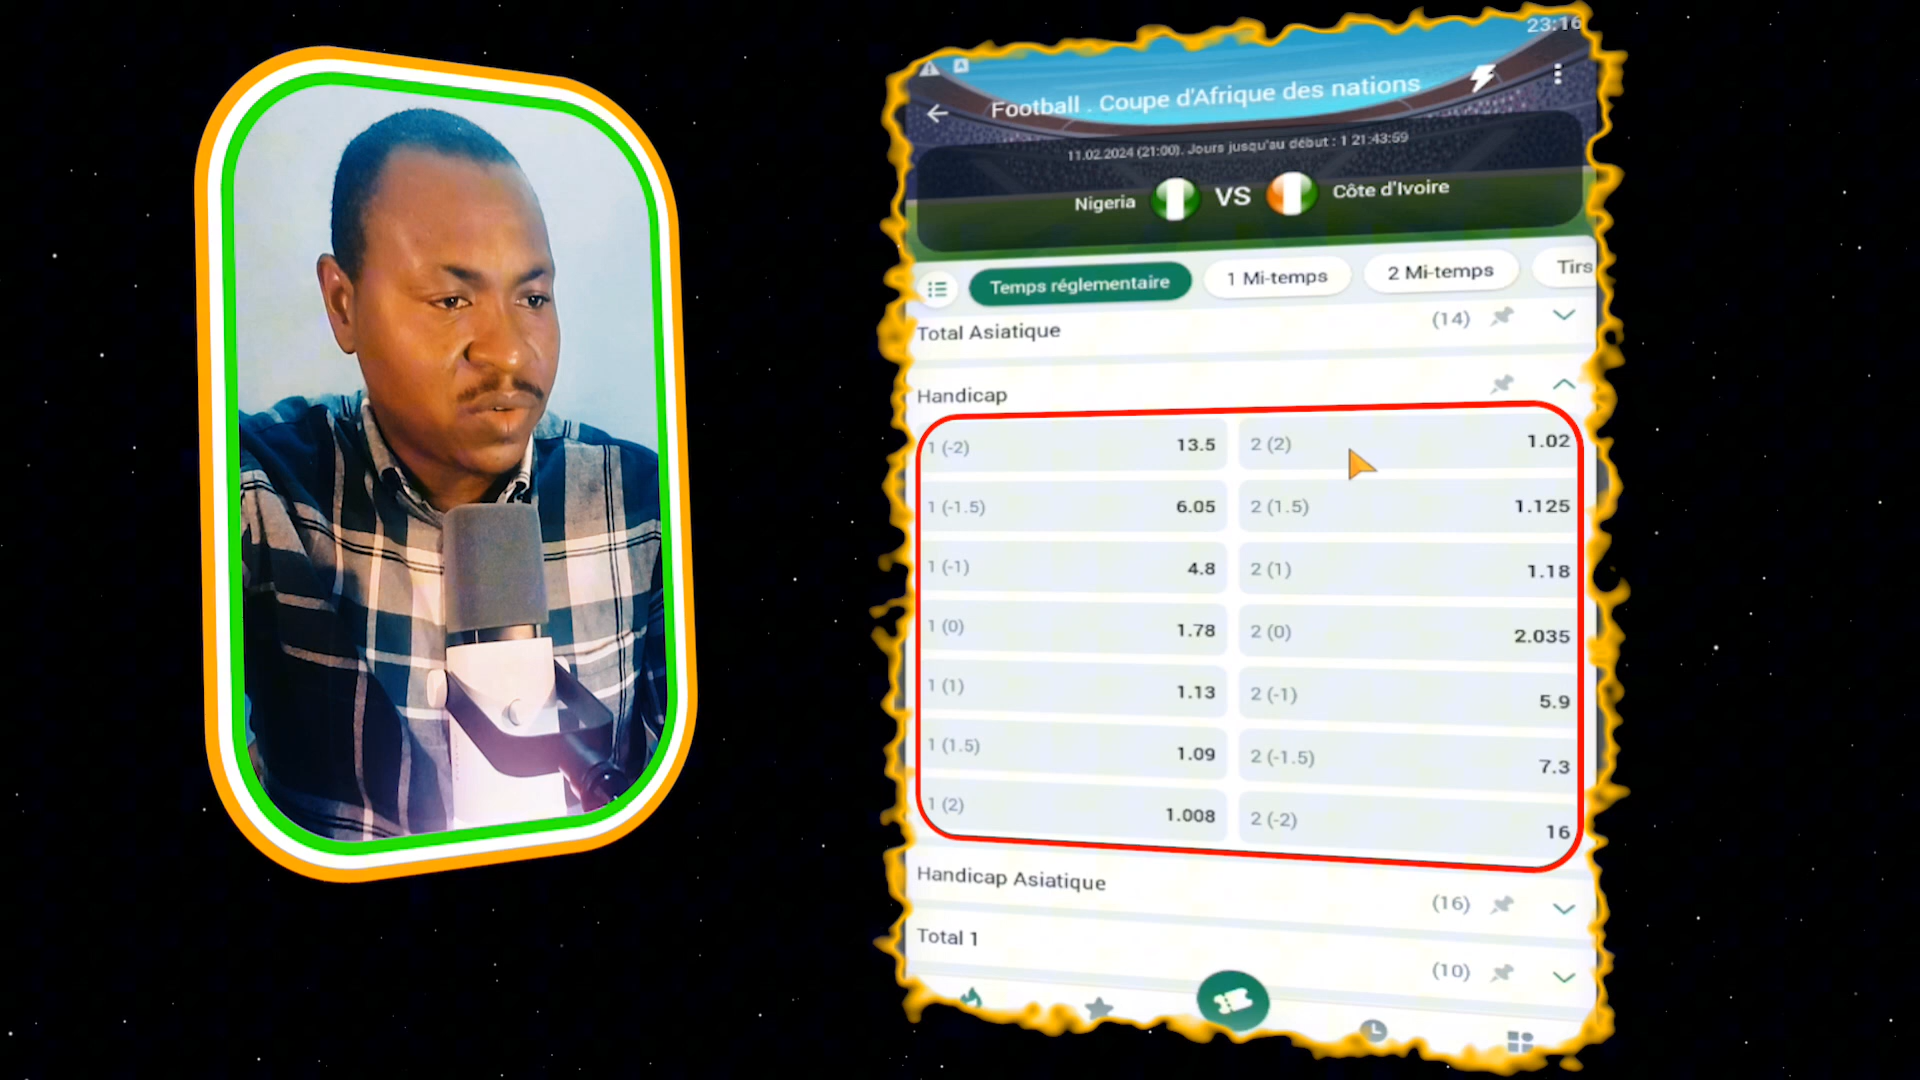 23:16
Football . Coupe d'Afrique des nations
11.02.2024 (21:00). Jours jusqu'au début : 1 21:43:59
Nigeria VS Côte d'Ivoire
Temps réglementaire 1 Mi-temps 2 Mi-temps Tirs
Total Asiatique (14)
Handicap
1 (-2) 13.5 2 (2) 1.02
1 (-1.5) 6.05 2 (1.5) 1.125
1 (-1) 4.8 2 (1) 1.18
1 (0) 1.78 2 (0) 2.035
1 (1) 1.13 2 (-1) 5.9
1 (1.5) 1.09 2 (-1.5) 7.3
1 (2) 1.008 2 (-2) 16
Handicap Asiatique (16)
Total 1 (10)